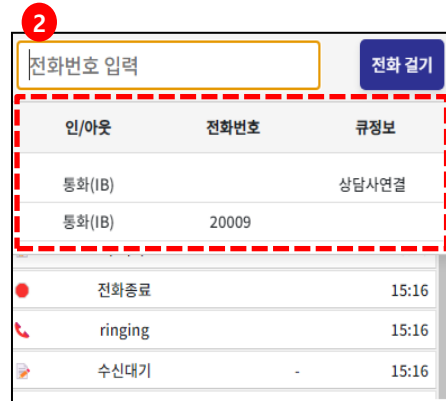 2
전화번호 입력 전화 걸기
인/아웃 전화번호 큐정보
통화(IB) 상담사연결
통화(IB) 20009
전화종료 15:16
ringing 15:16
수신대기 - 15:16